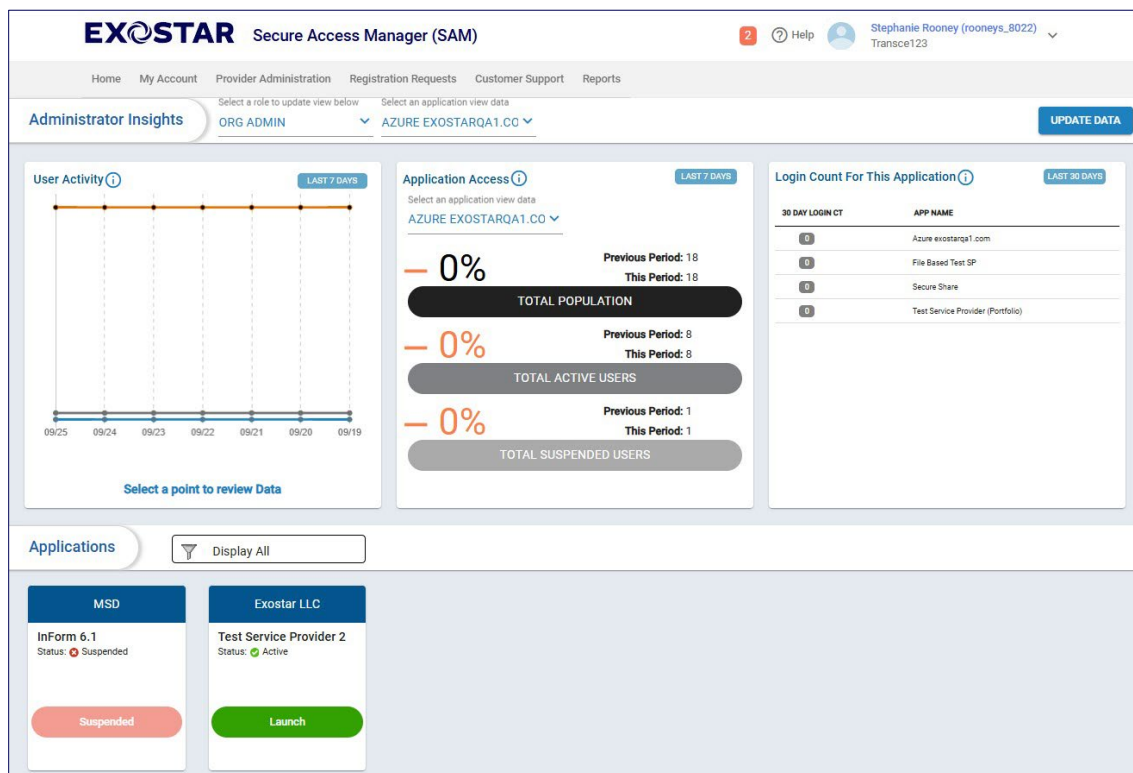 EXOSTAR Secure Access Manager (SAM)
2 Help Stephanie Rooney (rooneys_8022)
Transce123
Home My Account Provider Administration Registration Requests Customer Support Reports
Administrator Insights
Select a role to update view below
ORG ADMIN
Select an application view data
AZURE EXOSTARQA1.CO
UPDATE DATA
User Activity LAST 7 DAYS
09/25 09/24 09/23 09/22 09/21 09/20 09/19
Select a point to review Data
Application Access LAST 7 DAYS
Select an application view data
AZURE EXOSTARQA1.CO
– 0%
Previous Period: 18
This Period: 18
TOTAL POPULATION
– 0%
Previous Period: 8
This Period: 8
TOTAL ACTIVE USERS
– 0%
Previous Period: 1
This Period: 1
TOTAL SUSPENDED USERS
Login Count For This Application LAST 30 DAYS
30 DAY LOGIN CT APP NAME
0 Azure exostarqa1.com
0 File Based Test SP
0 Secure Share
0 Test Service Provider (Portfolio)
Applications
Display All
MSD
InForm 6.1
Status: Suspended
Suspended
Exostar LLC
Test Service Provider 2
Status: Active
Launch